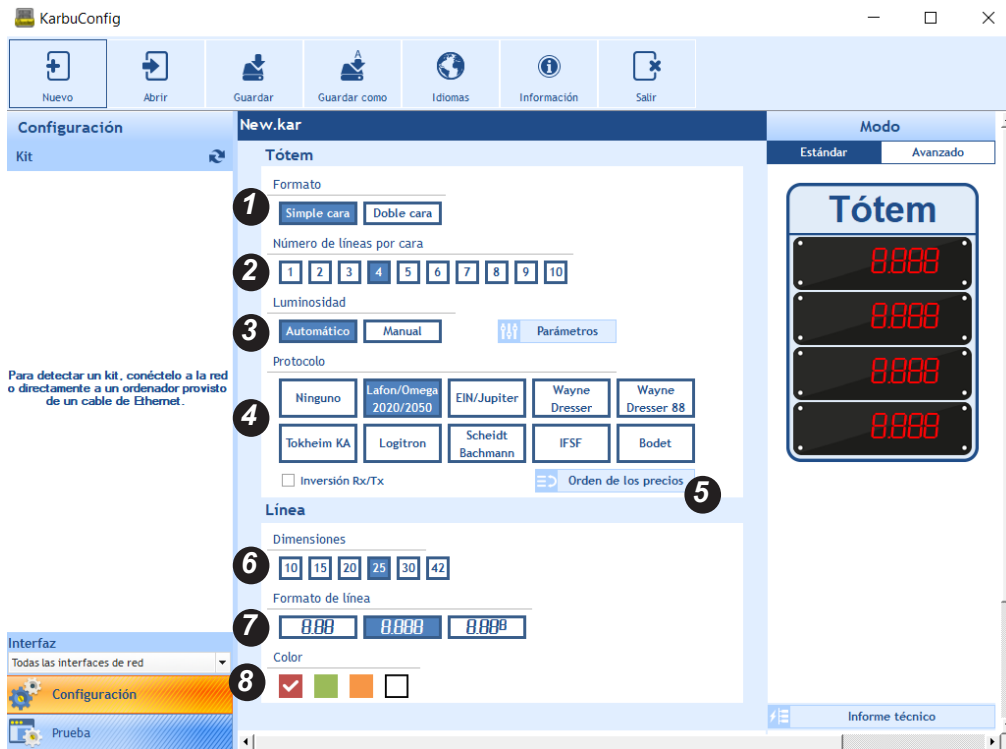 KarbuConfig
Nuevo
Abrir
Guardar
A
Guardar como
Idiomas
Información
Salir
Configuración
Kit
Para detectar un kit, conéctelo a la red
o directamente a un ordenador provisto
de un cable de Ethernet.
Interfaz
Todas las interfaces de red
Configuración
Prueba
New.kar
Tótem
Formato
1
Simple cara
Doble cara
Número de líneas por cara
2
1 2 3 4 5 6 7 8 9 10
Luminosidad
3
Automático
Manual
Parámetros
Protocolo
4
Ninguno
Lafon/Omega
2020/2050
EIN/Jupiter
Wayne
Dresser
Wayne
Dresser 88
Tokheim KA
Logitron
Scheidt
Bachmann
IFSF
Bodet
Inversión Rx/Tx
Orden de los precios
5
Línea
Dimensiones
6
10 15 20 25 30 42
Formato de línea
7
8.88
8.888
8.888
Color
8
Modo
Estándar
Avanzado
Tótem
8.888
8.888
8.888
8.888
Informe técnico